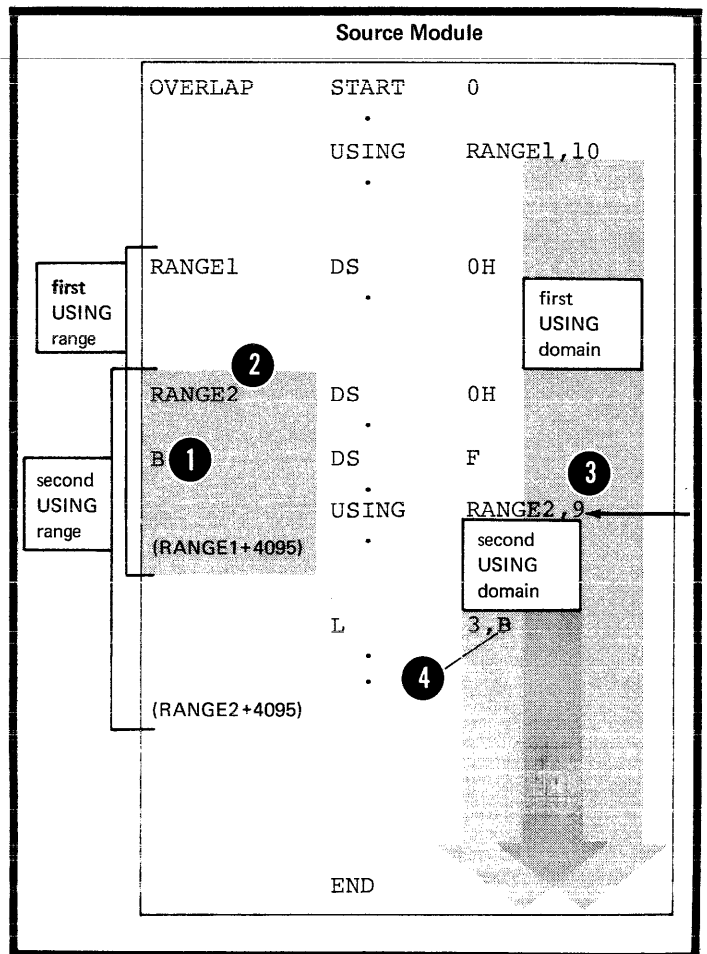 Source Module
OVERLAP START 0
.
USING RANGE1,10
.
RANGE1 DS 0H
.
first
USING
range
first
USING
domain
2
RANGE2 DS 0H
.
B 1 DS F
.
3
USING RANGE2,9
.
second
USING
range
(RANGE1+4095)
second
USING
domain
L 3,B
.
.
4
(RANGE2+4095)
END